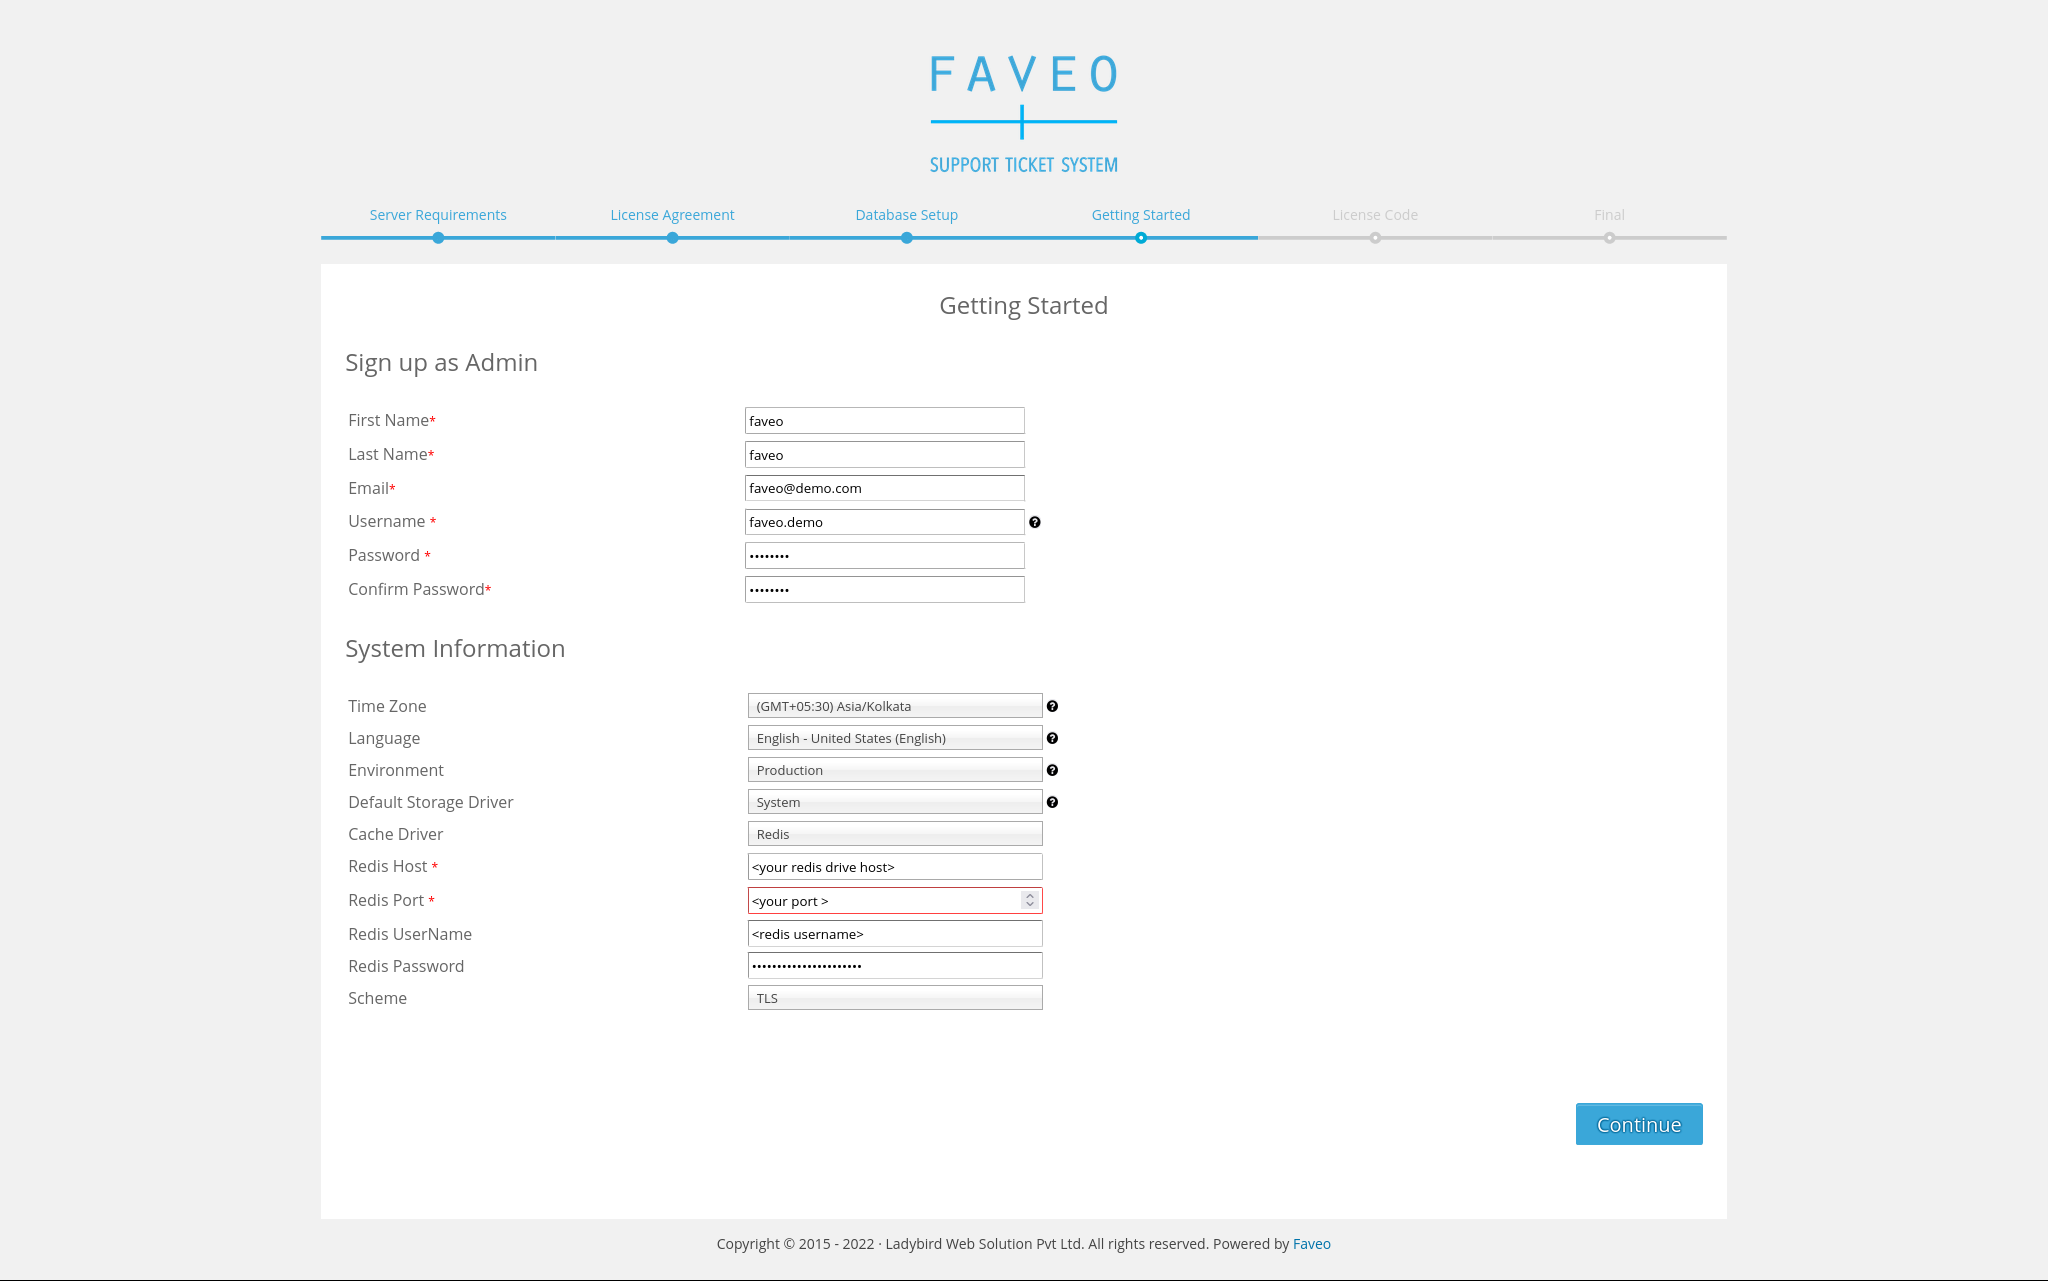 FAVEO
SUPPORT TICKET SYSTEM
Server Requirements License Agreement Database Setup Getting Started License Code Final
Getting Started
Sign up as Admin
First Name* faveo
Last Name* faveo
Email* faveo@demo.com
Username * faveo.demo ?
Password * ••••••••
Confirm Password* ••••••••
System Information
Time Zone (GMT+05:30) Asia/Kolkata ?
Language English - United States (English) ?
Environment Production ?
Default Storage Driver System ?
Cache Driver Redis
Redis Host * <your redis drive host>
Redis Port * <your port >
Redis UserName <redis username>
Redis Password ••••••••••••••••••••••
Scheme TLS
Continue
Copyright © 2015 - 2022 · Ladybird Web Solution Pvt Ltd. All rights reserved. Powered by Faveo